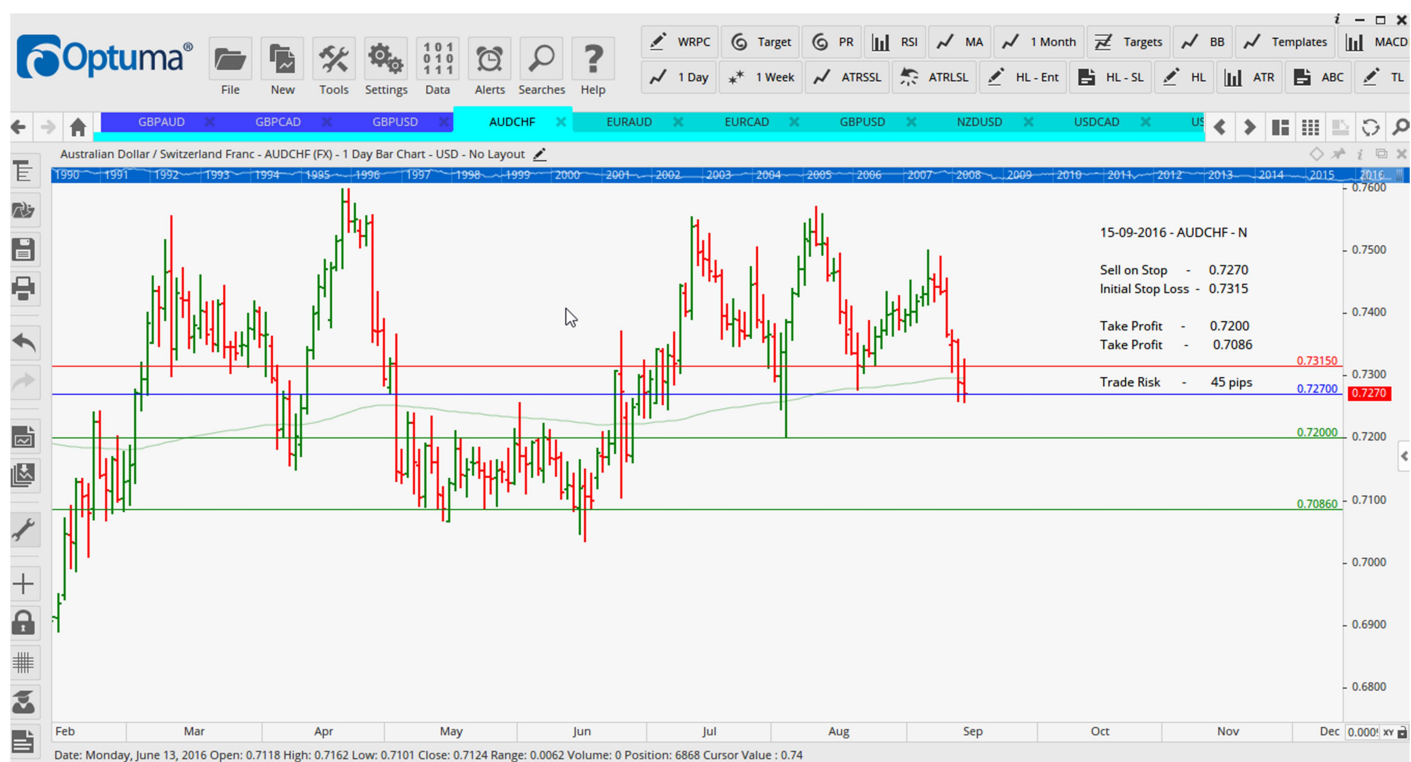 i
Optuma®
File New Tools Settings Data Alerts Searches Help
101
010
111
?
WRPC Target PR RSI MA 1 Month Targets BB Templates MACD
1 Day 1 Week ATRSSL ATRLSL HL - Ent HL - SL HL ATR ABC TL
GBPAUD GBPCAD GBPUSD AUDCHF EURAUD EURCAD GBPUSD NZDUSD USDCAD US
Australian Dollar / Switzerland Franc - AUDCHF (FX) - 1 Day Bar Chart - USD - No Layout
i
1990 1991 1992 1993 1994 1995 1996 1997 1998 1999 2000 2001 2002 2003 2004 2005 2006 2007 2008 2009 2010 2011 2012 2013 2014 2015 2016
0.7600
15-09-2016 - AUDCHF - N
0.7500
Sell on Stop - 0.7270
Initial Stop Loss - 0.7315
0.7400
Take Profit - 0.7200
Take Profit - 0.7086
0.73150
0.7300
Trade Risk - 45 pips
0.72700
0.7270
0.72000
0.7200
0.70860
0.7100
0.7000
0.6900
0.6800
Feb Mar Apr May Jun Jul Aug Sep Oct Nov Dec XY
Date: Monday, June 13, 2016 Open: 0.7118 High: 0.7162 Low: 0.7101 Close: 0.7124 Range: 0.0062 Volume: 0 Position: 6868 Cursor Value : 0.74